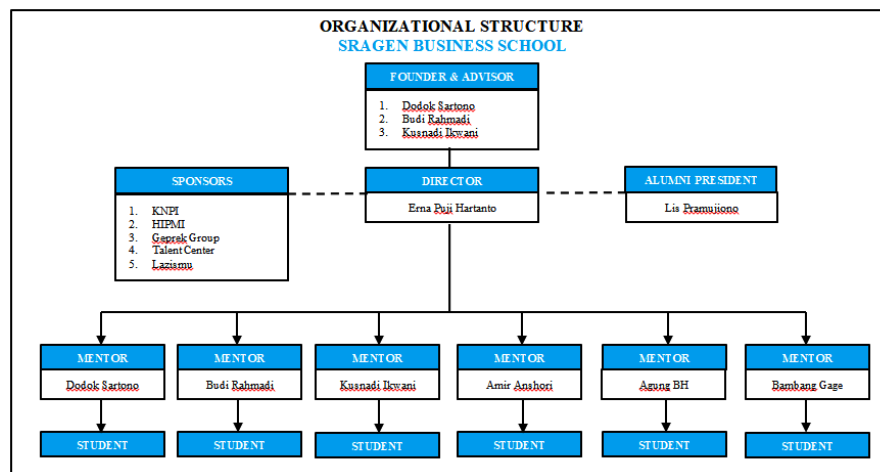 ORGANIZATIONAL STRUCTURE
SRAGEN BUSINESS SCHOOL
FOUNDER & ADVISOR
1. Dodok Sartono
2. Budi Rahmadi
3. Kusnadi Ikwani
SPONSORS
1. KNPI
2. HIPMI
3. Geprek Group
4. Talent Center
5. Lazismu
DIRECTOR
Erna Puji Hartanto
ALUMNI PRESIDENT
Lis Pramujiono
MENTOR
Dodok Sartono
STUDENT
MENTOR
Budi Rahmadi
STUDENT
MENTOR
Kusnadi Ikwani
STUDENT
MENTOR
Amir Anshori
STUDENT
MENTOR
Agung BH
STUDENT
MENTOR
Bambang Gage
STUDENT